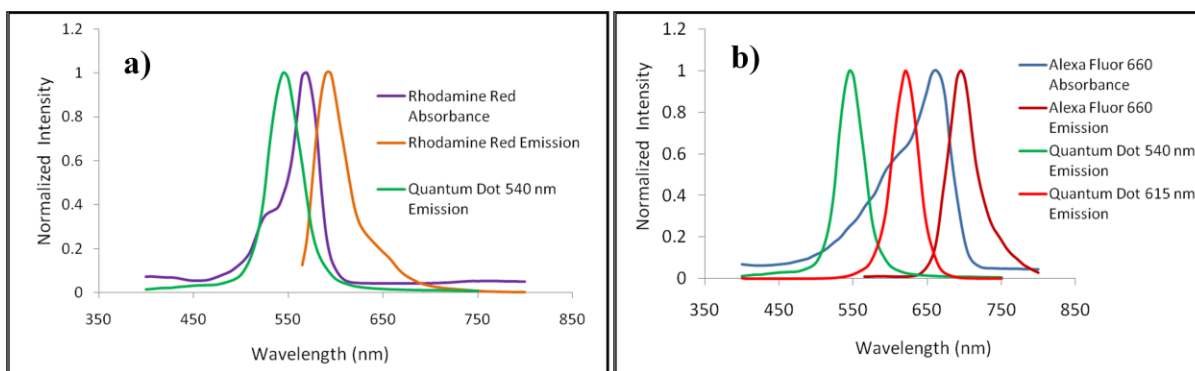 a)
1.2
1
0.8
0.6
0.4
0.2
0
Normalized Intensity
350
450
550
650
750
850
Wavelength (nm)
Rhodamine Red
Absorbance
Rhodamine Red Emission
Quantum Dot 540 nm
Emission
b)
1.2
1
0.8
0.6
0.4
0.2
0
Normalized Intensity
350
450
550
650
750
850
Wavelength (nm)
Alexa Fluor 660
Absorbance
Alexa Fluor 660
Emission
Quantum Dot 540 nm
Emission
Quantum Dot 615 nm
Emission